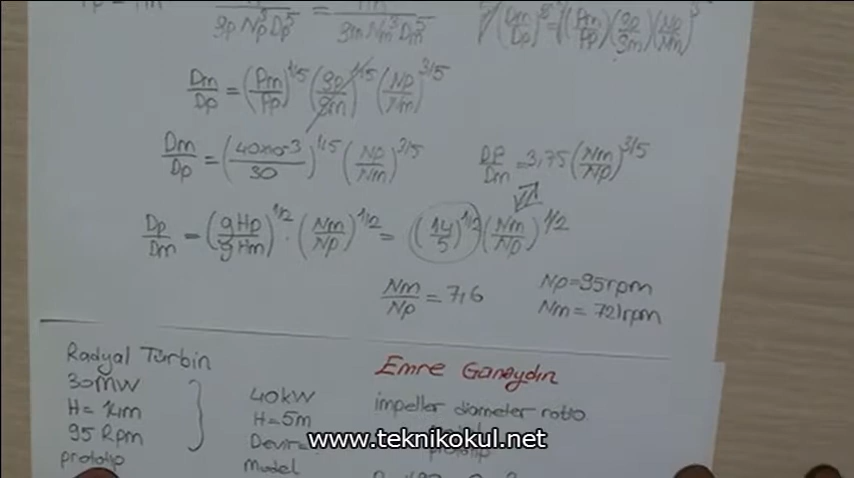 Dm/Dp = (Pm/Pp)^1/5 (ρp/ρm)^1/5 (Np/Nm)^3/5
Dm/Dp = (40x10^-3/30)^1/5 (Np/Nm)^3/5
Dp/Dm = 3,75 (Nm/Np)^3/5
Dp/Dm = (gHp/gHm)^1/2 . (Nm/Np)^1/2 = (14/5)^1/2 (Nm/Np)^1/2
Nm/Np = 7,6
Np=95rpm
Nm=721rpm
Radyal Türbin
30MW
H=14m
95 Rpm
prototip
40kW
H=5m
Devir=
Model
Emre Günaydın
impeller diameter ratio
www.teknikokul.net